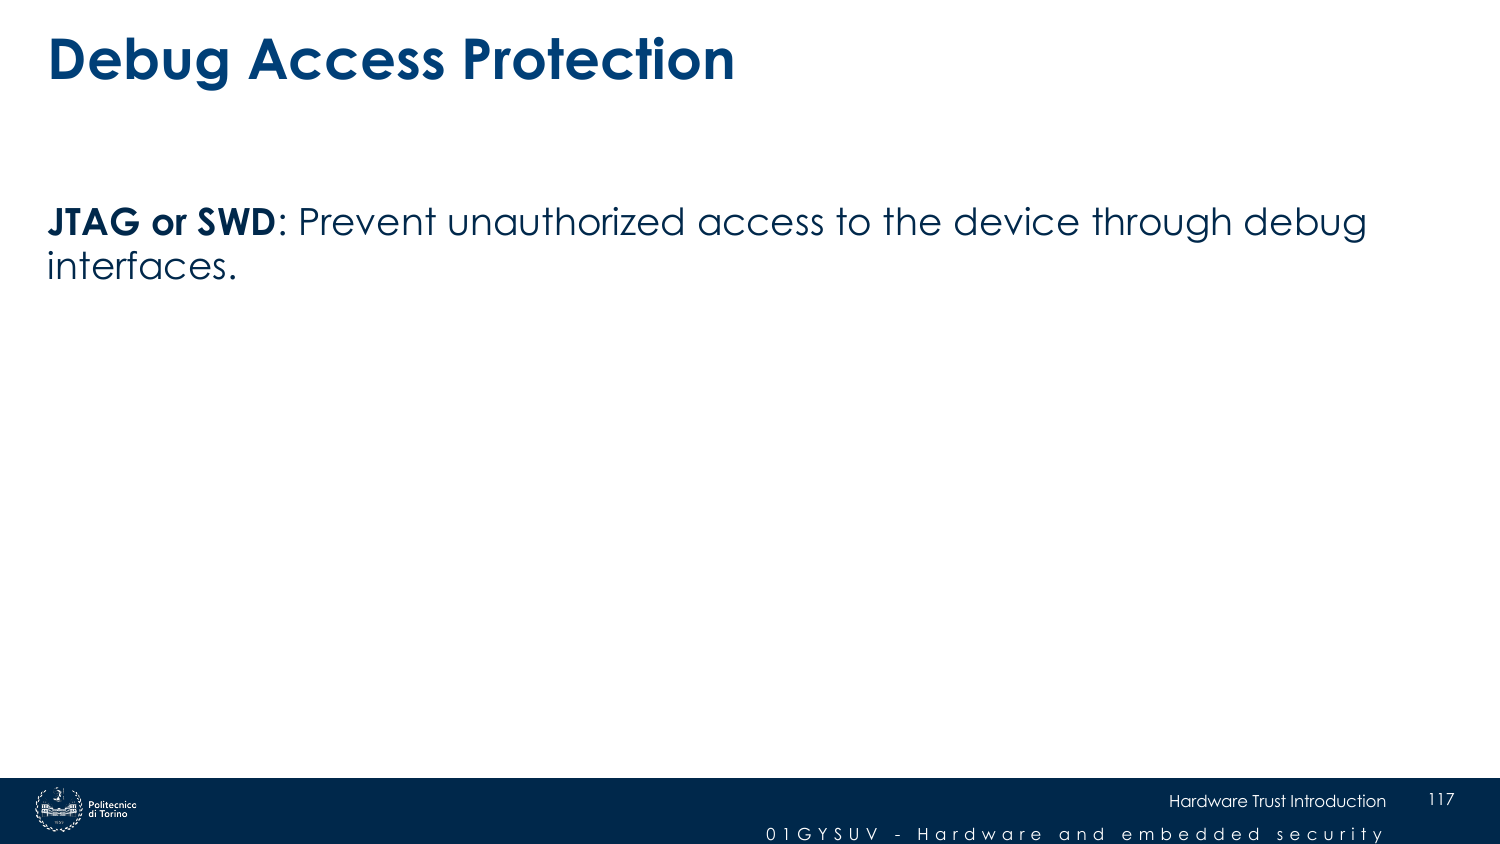 Debug Access Protection
JTAG or SWD: Prevent unauthorized access to the device through debug
interfaces.
Politecnico
di Torino
Hardware Trust Introduction
117
01GYSUV - Hardware and embedded security